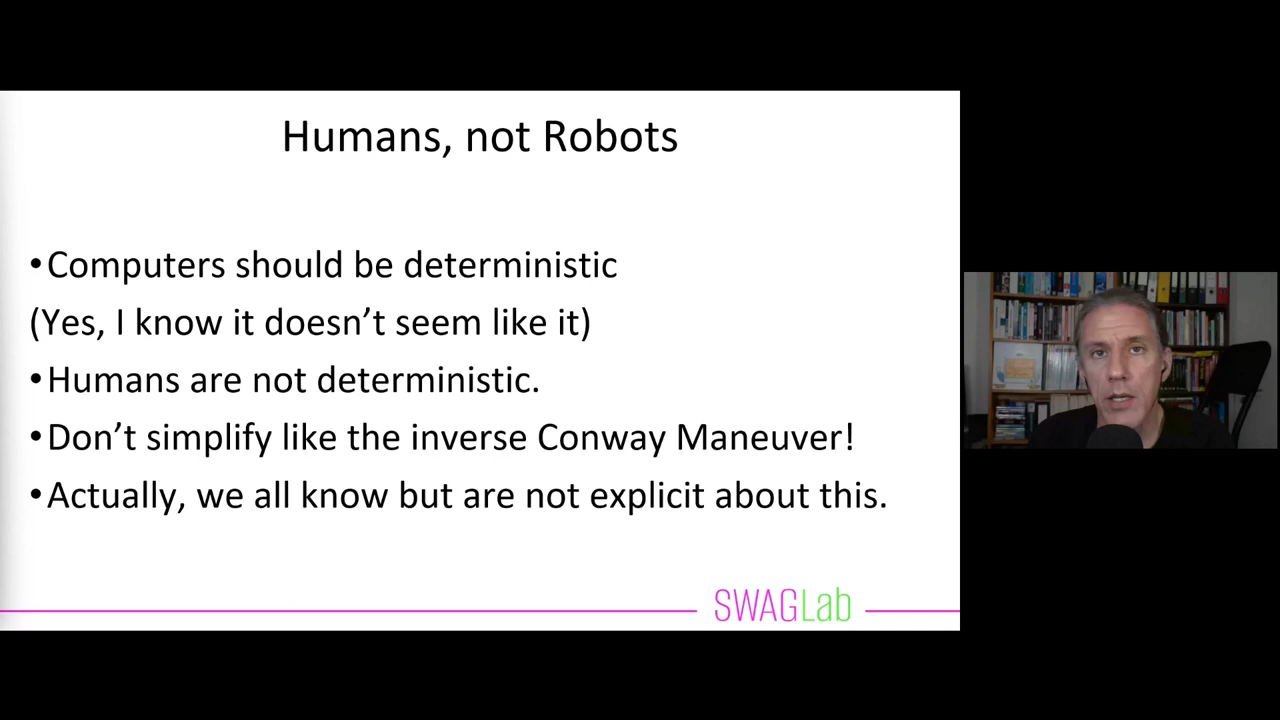 Humans, not Robots
•Computers should be deterministic
(Yes, I know it doesn’t seem like it)
•Humans are not deterministic.
•Don’t simplify like the inverse Conway Maneuver!
•Actually, we all know but are not explicit about this.
SWAGLab